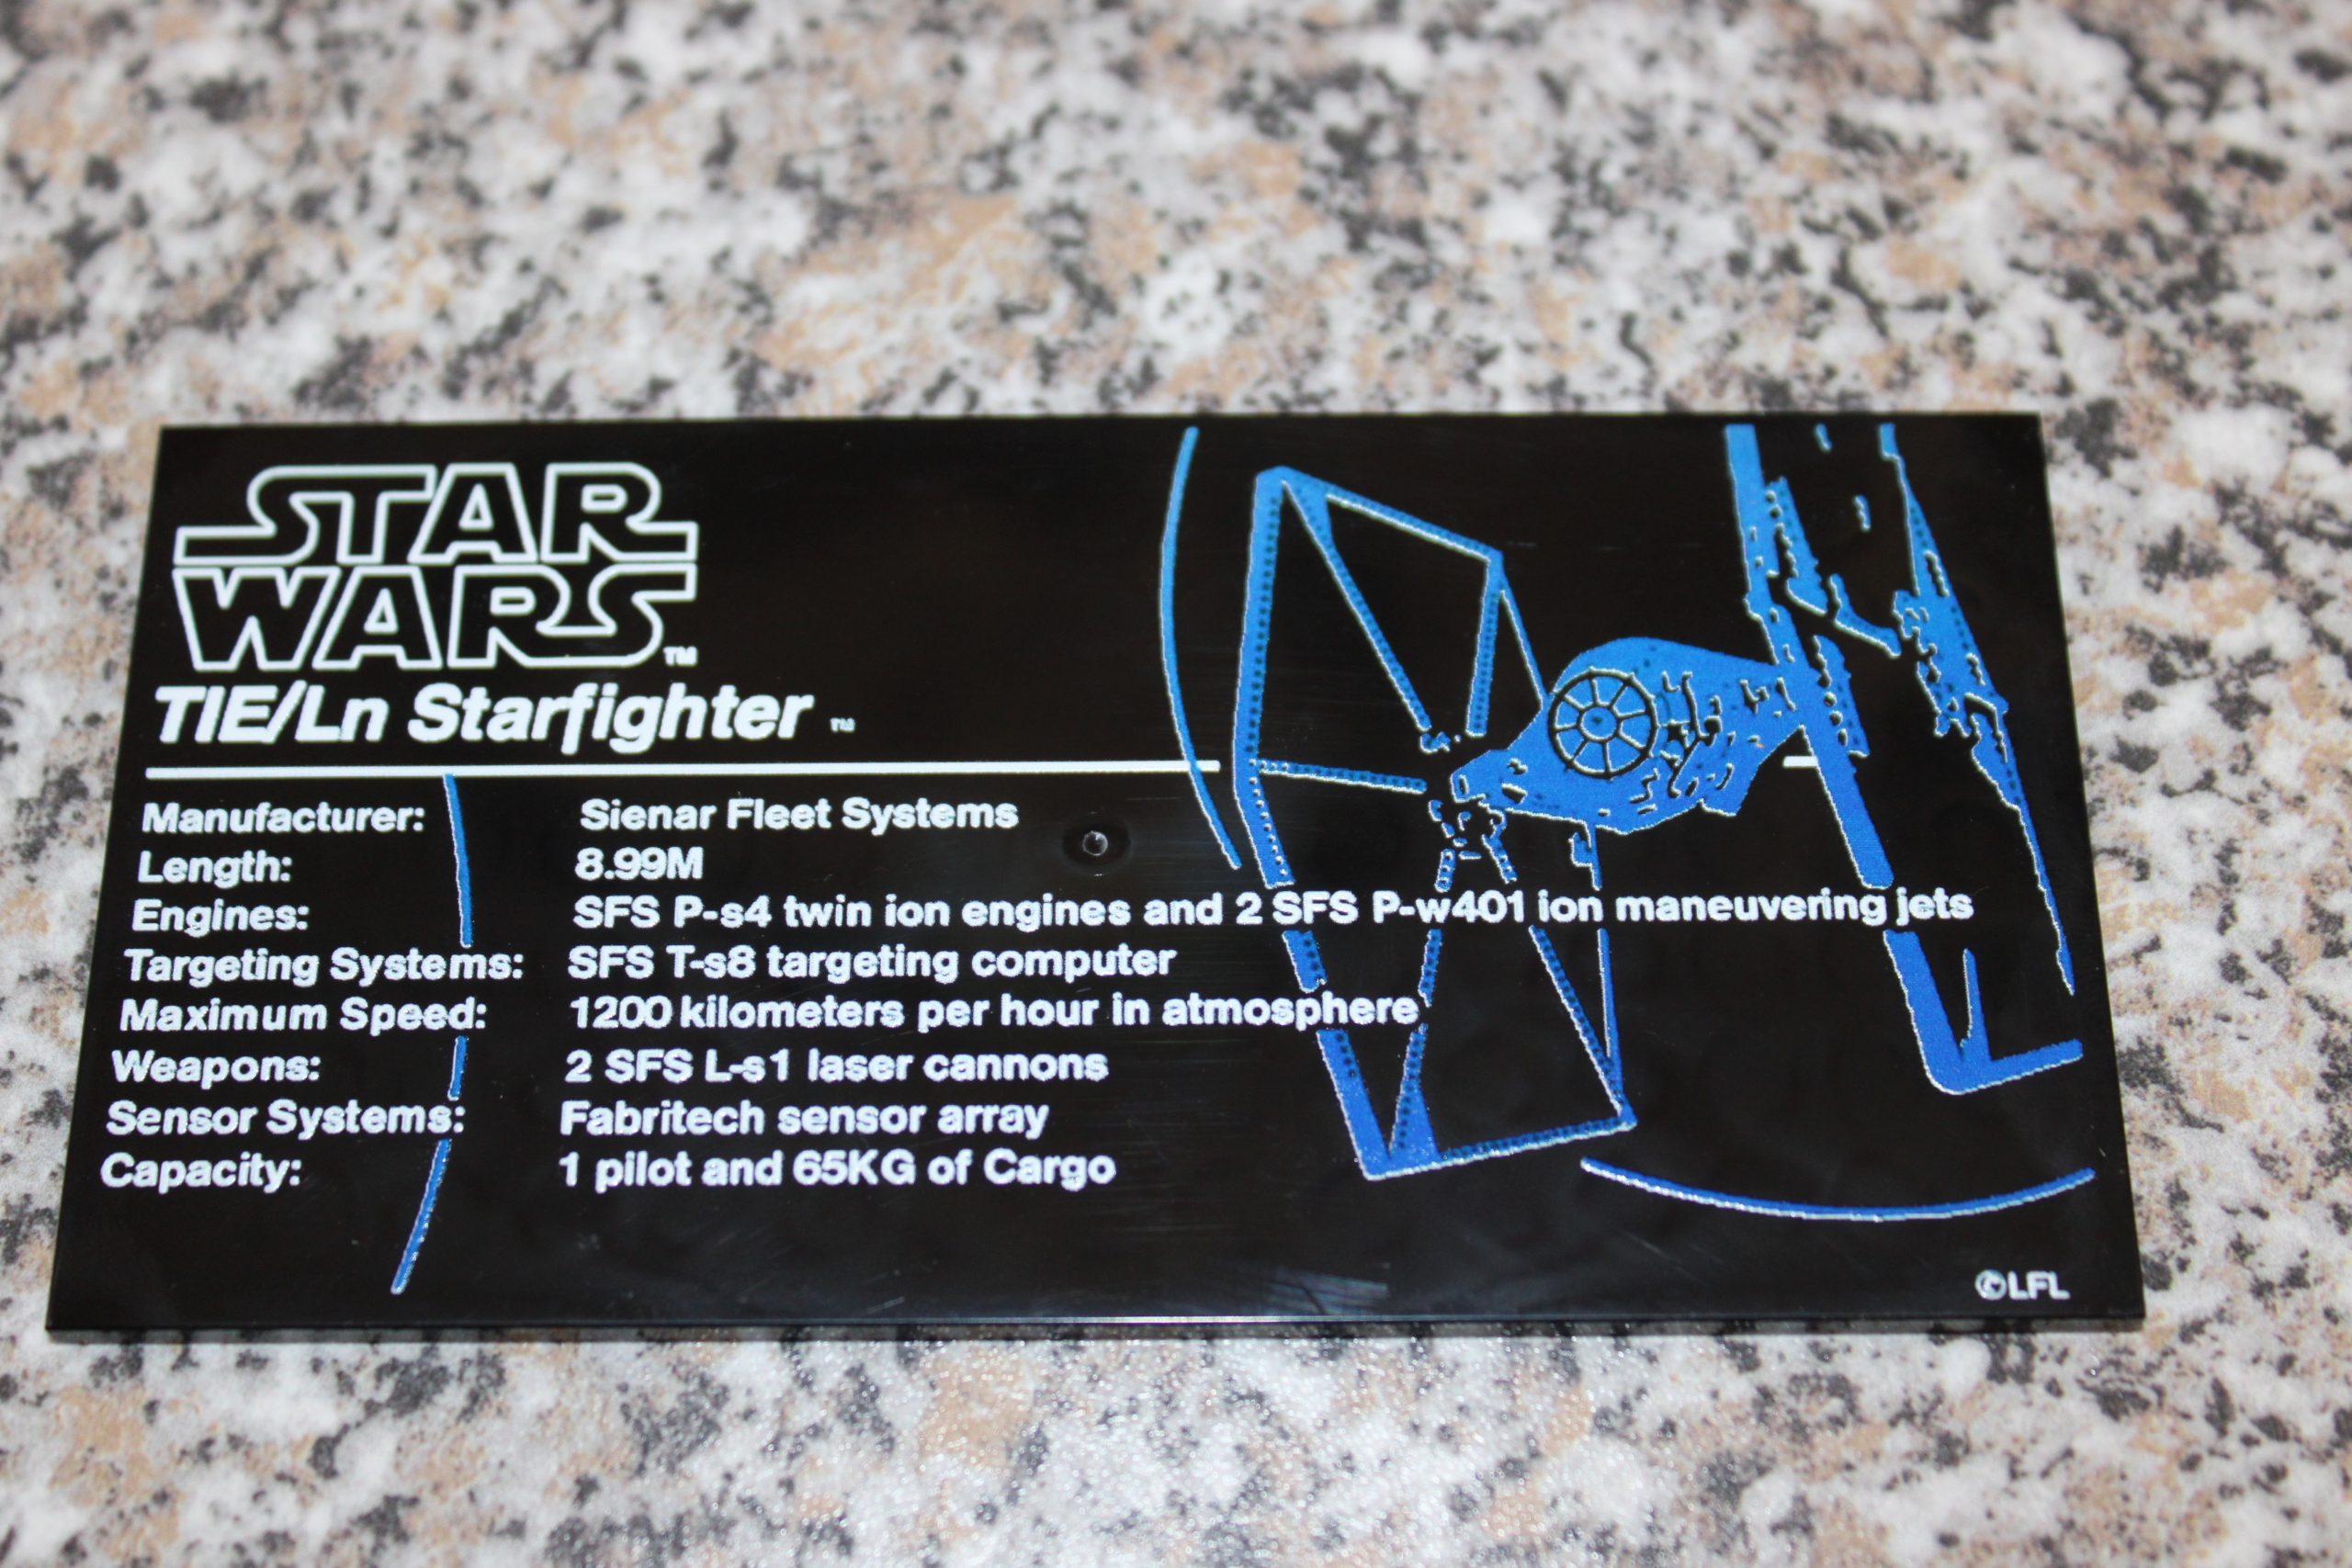 STAR
WARS™
TIE/Ln Starfighter ™
Manufacturer: Sienar Fleet Systems
Length: 8.99M
Engines: SFS P-s4 twin ion engines and 2 SFS P-w401 ion maneuvering jets
Targeting Systems: SFS T-s8 targeting computer
Maximum Speed: 1200 kilometers per hour in atmosphere
Weapons: 2 SFS L-s1 laser cannons
Sensor Systems: Fabritech sensor array
Capacity: 1 pilot and 65KG of Cargo
©LFL